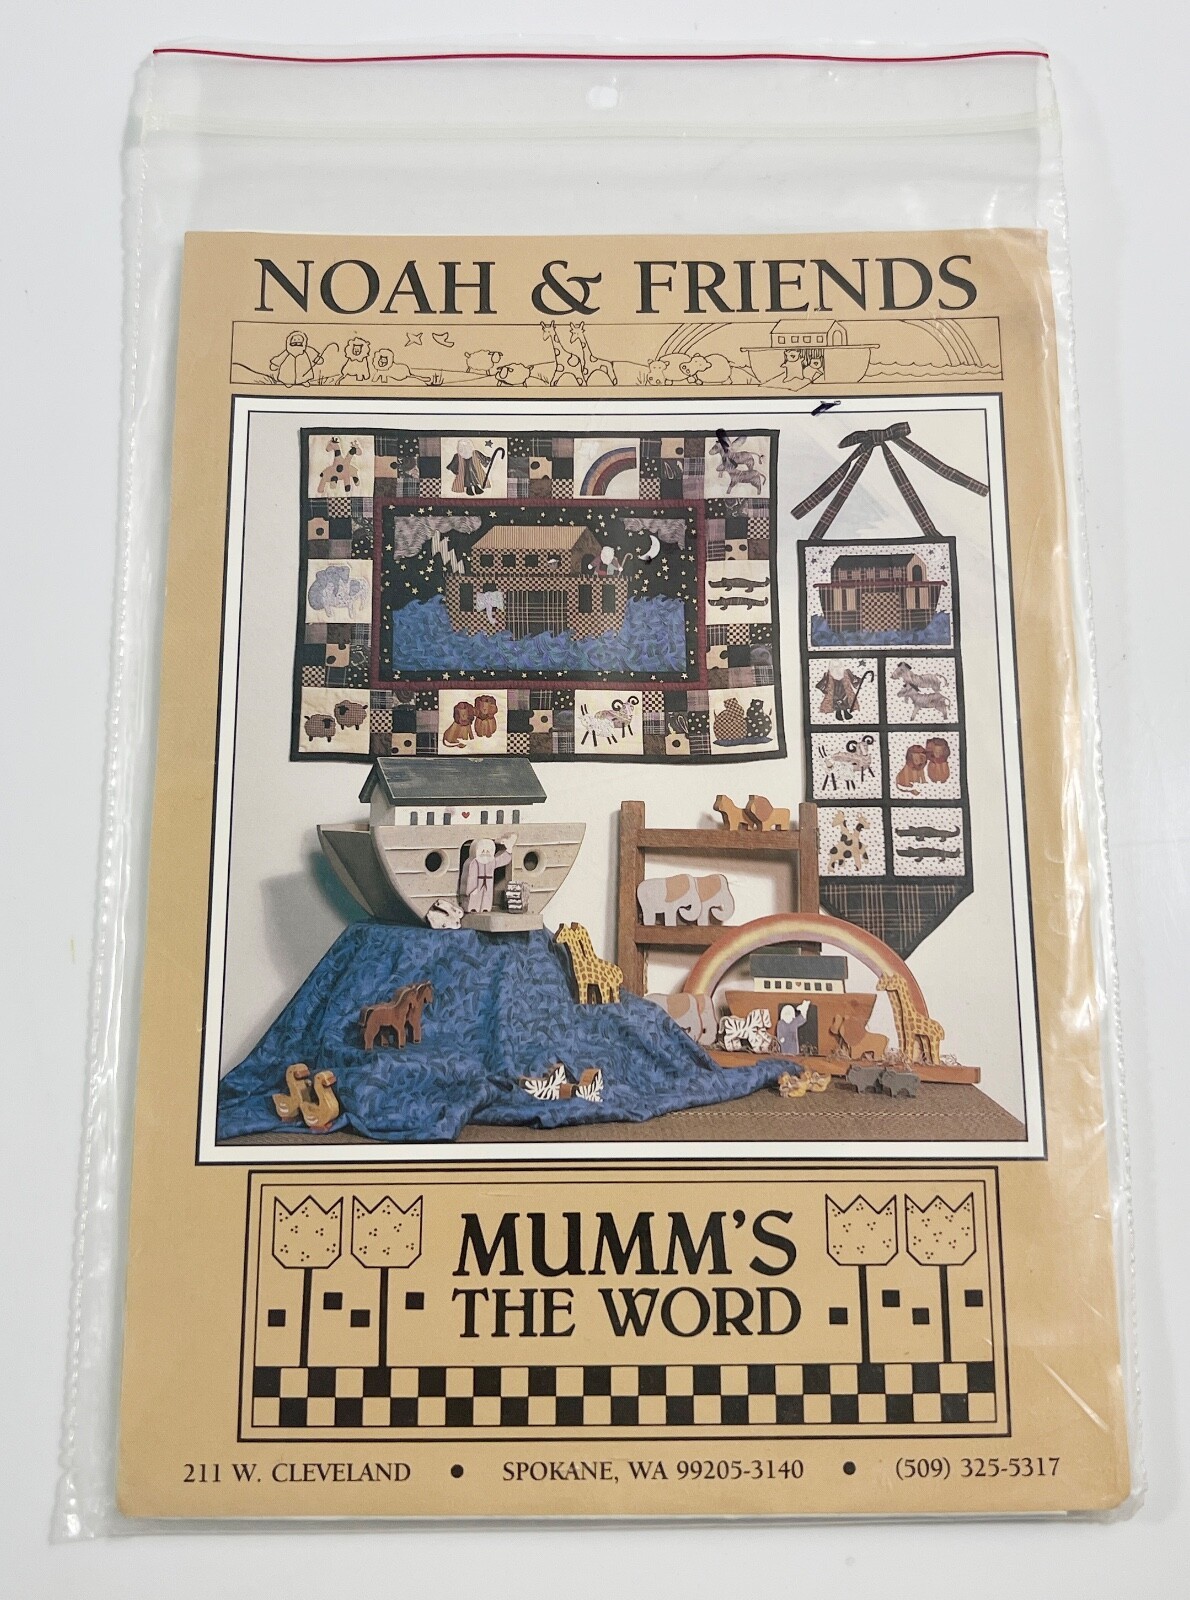 NOAH & FRIENDS
MUMM'S
THE WORD
211 W. CLEVELAND • SPOKANE, WA 99205-3140 • (509) 325-5317